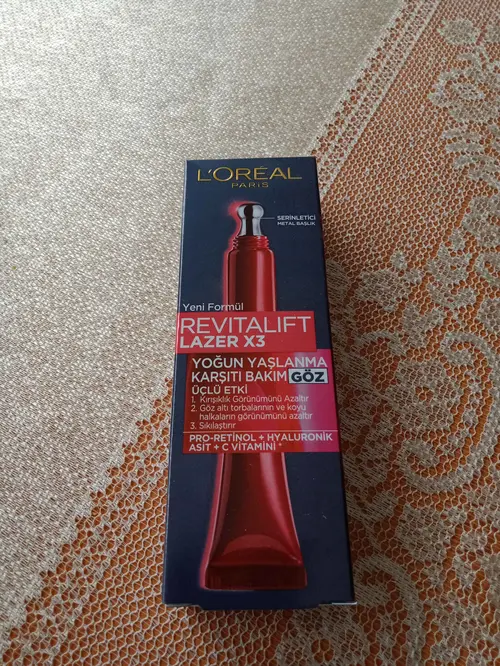 L'ORÉAL
PARIS
SERİNLETİCİ
METAL BAŞLIK
Yeni Formül
REVITALIFT
LAZER X3
YOĞUN YAŞLANMA
KARŞITI BAKIM GÖZ
ÜÇLÜ ETKİ
1. Kırışıklık Görünümünü Azaltır
2. Göz altı torbalarının ve koyu
halkaların görünümünü azaltır
3. Sıkılaştırır
PRO-RETİNOL + HYALURONİK
ASİT + C VİTAMİNİ*